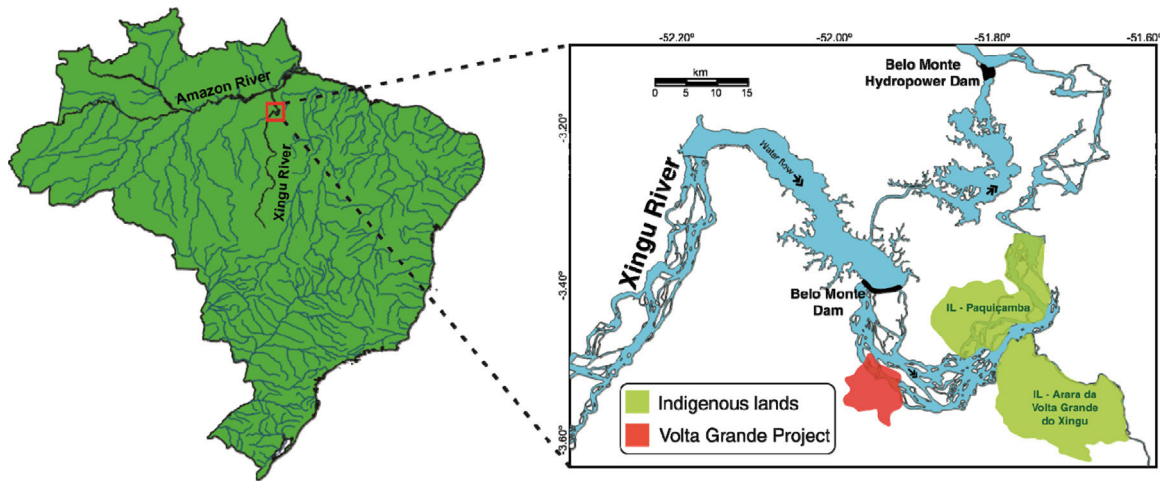 Amazon River
Xingu River
-52.20°
-52.00°
-51.80°
-51.60°
-3.20°
-3.40°
-3.60°
km
0 5 10 15
Belo Monte
Hydropower Dam
Water flow
Xingu River
Belo Monte
Dam
IL - Paquiçamba
IL - Arara da
Volta Grande
do Xingu
Indigenous lands
Volta Grande Project